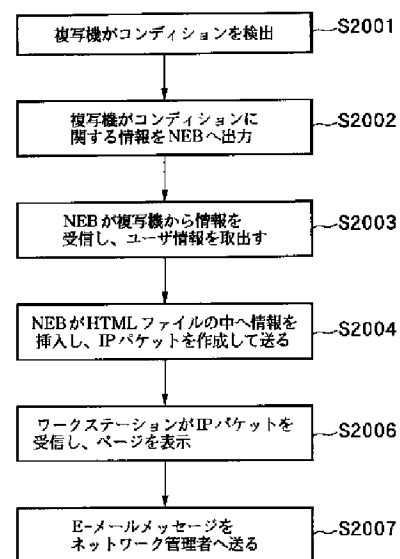 複写機がコンディションを検出
S2001
複写機がコンディションに
関する情報をNEBへ出力
S2002
NEBが複写機から情報を
受信し、ユーザ情報を取出す
S2003
NEBがHTMLファイルの中へ情報を
挿入し、IPパケットを作成して送る
S2004
ワークステーションがIPパケットを
受信し、ページを表示
S2006
E-メールメッセージを
ネットワーク管理者へ送る
S2007